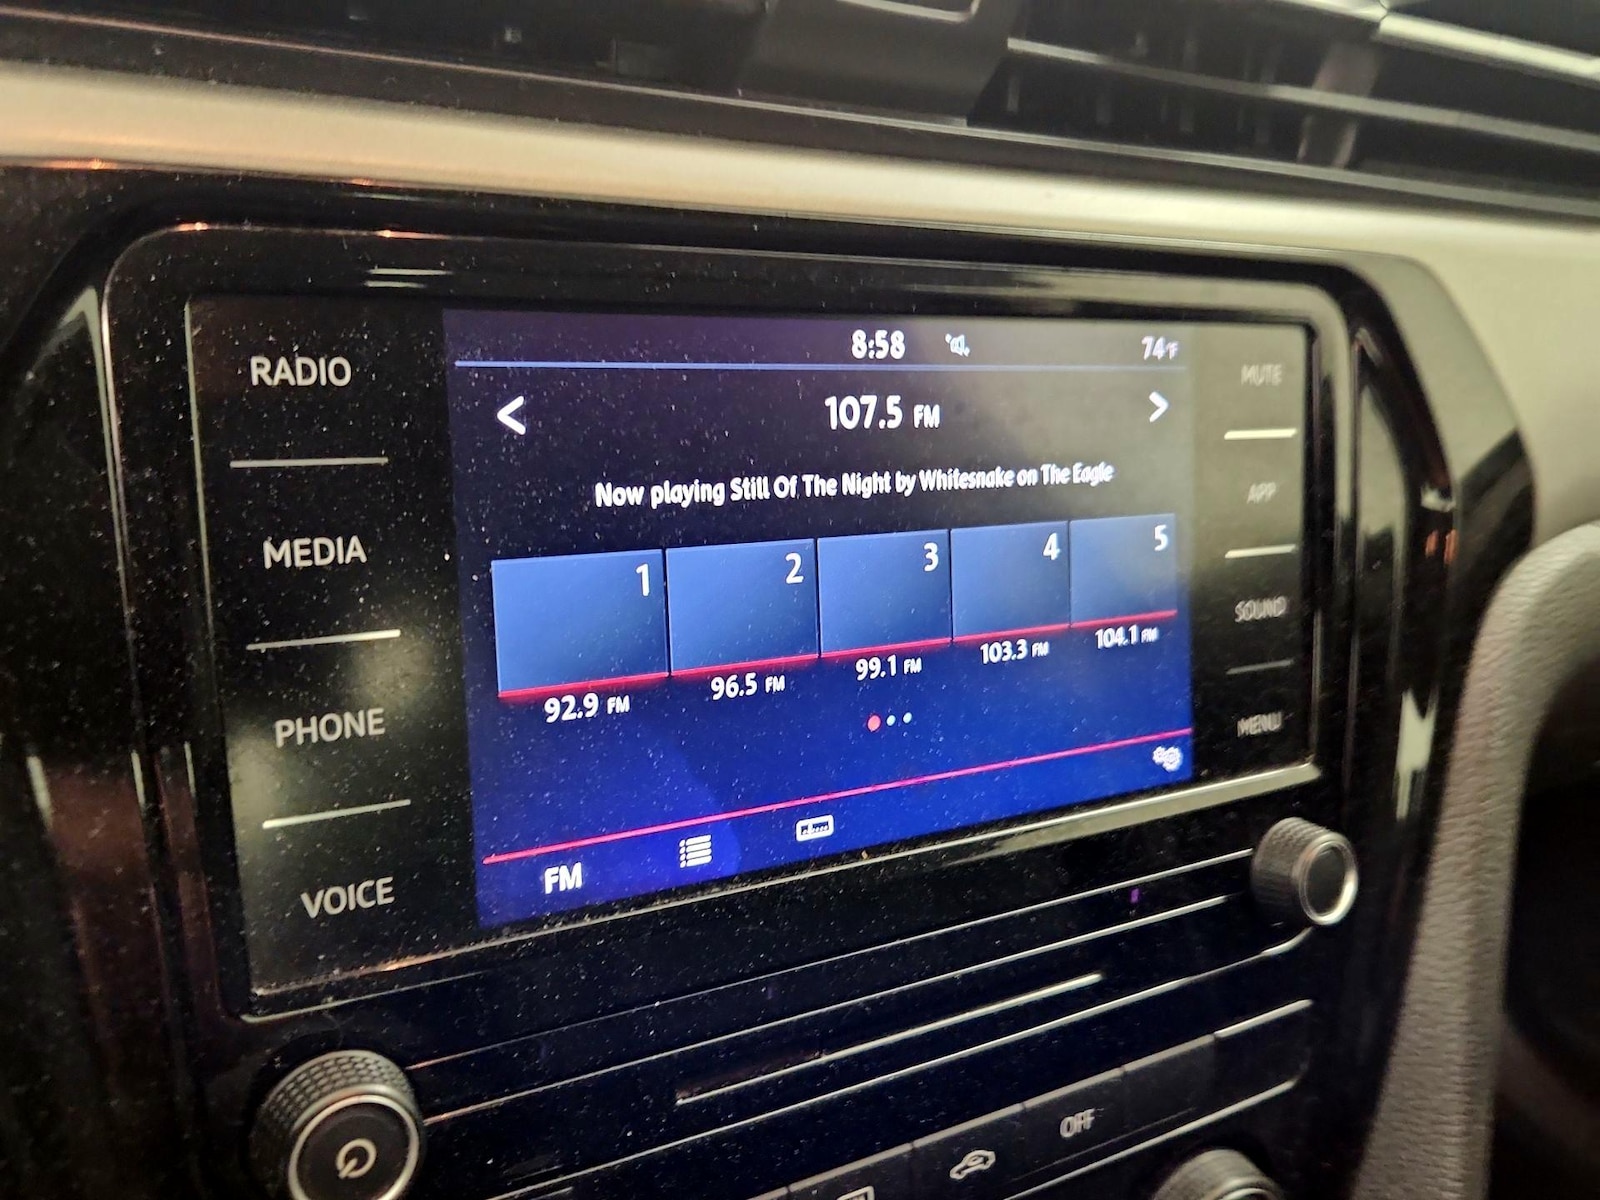 8:58
74°F
RADIO
MUTE
107.5 FM
Now playing Still Of The Night by Whitesnake on The Eagle
APP
MEDIA
1 2 3 4 5
92.9 FM 96.5 FM 99.1 FM 103.3 FM 104.1 FM
SOUND
PHONE
MENU
FM
VOICE
OFF